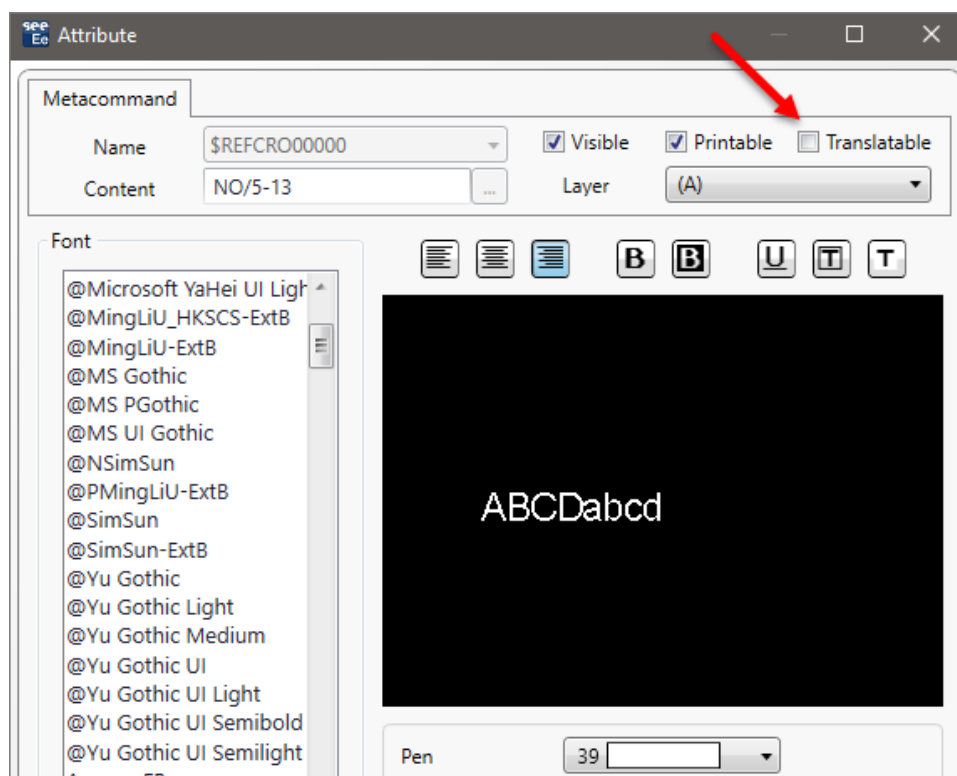 see
Ee Attribute
Metacommand
Name $REFCRO00000 Visible Printable Translatable
Content NO/5-13 ... Layer (A)
Font
B B U T T
@Microsoft YaHei UI Ligh
@MingLiU_HKSCS-ExtB
@MingLiU-ExtB
@MS Gothic
@MS PGothic
@MS UI Gothic
@NSimSun
@PMingLiU-ExtB
@SimSun
@SimSun-ExtB
@Yu Gothic
@Yu Gothic Light
@Yu Gothic Medium
@Yu Gothic UI
@Yu Gothic UI Light
@Yu Gothic UI Semibold
@Yu Gothic UI Semilight
ABCDabcd
Pen 39